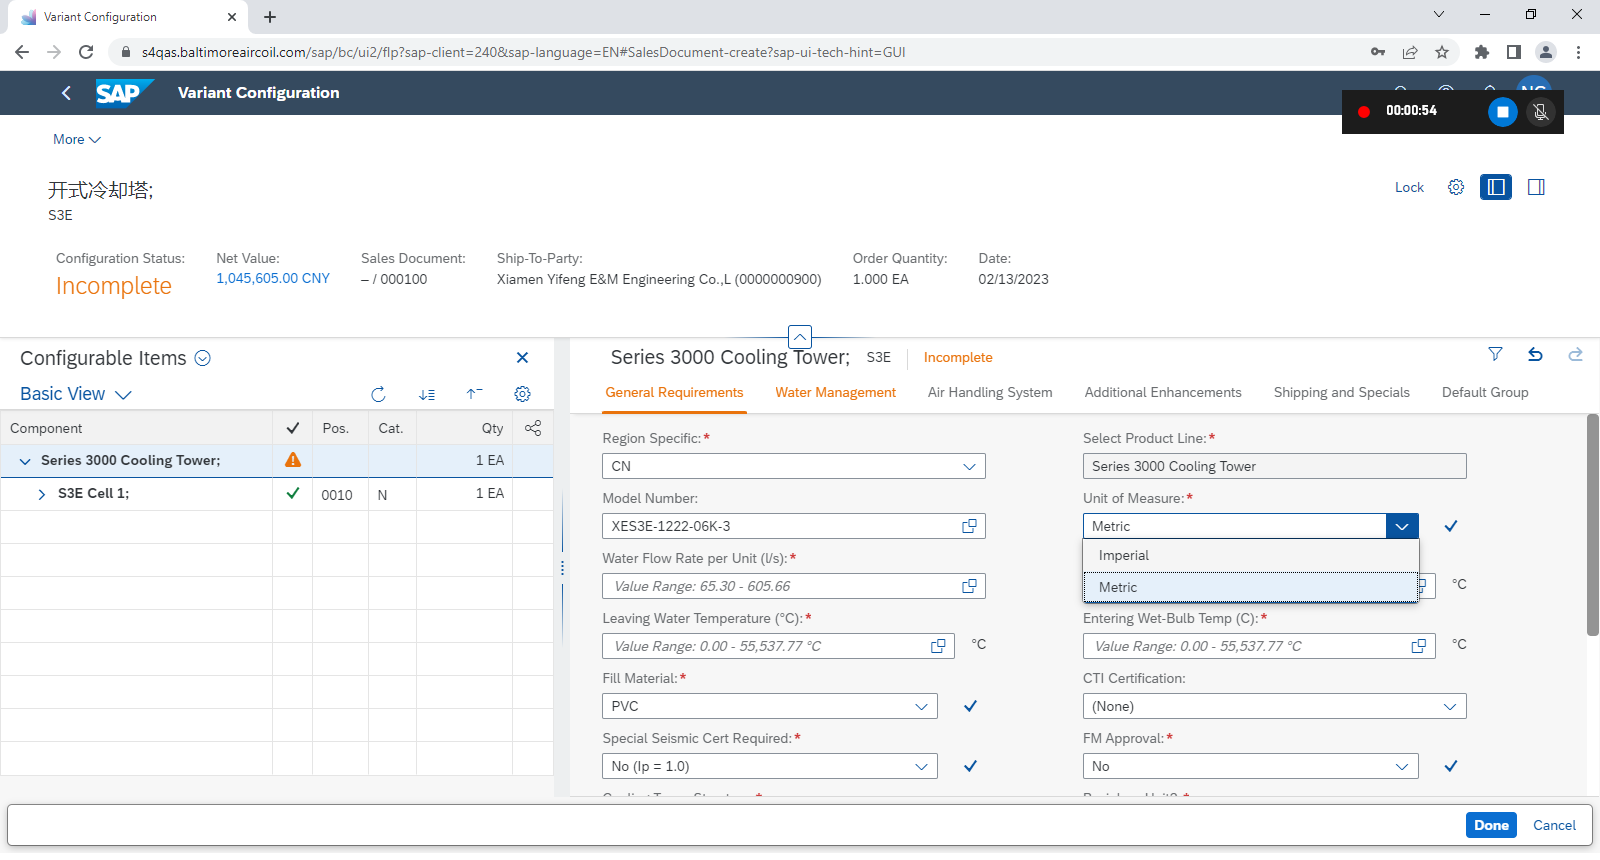 Variant Configuration
s4qas.baltimoreaircoil.com/sap/bc/ui2/flp?sap-client=240&sap-language=EN#SalesDocument-create?sap-ui-tech-hint=GUI
SAP
Variant Configuration
00:00:54
More
开式冷却塔;
S3E
Lock
Configuration Status:
Incomplete
Net Value:
1,045,605.00 CNY
Sales Document:
– / 000100
Ship-To-Party:
Xiamen Yifeng E&M Engineering Co.,L (0000000900)
Order Quantity:
1.000 EA
Date:
02/13/2023
Configurable Items
Basic View
Component Pos. Cat. Qty
Series 3000 Cooling Tower; 1 EA
S3E Cell 1; 0010 N 1 EA
Series 3000 Cooling Tower; S3E Incomplete
General Requirements Water Management Air Handling System Additional Enhancements Shipping and Specials Default Group
Region Specific:*
CN
Select Product Line:*
Series 3000 Cooling Tower
Model Number:
XES3E-1222-06K-3
Unit of Measure:*
Metric
Imperial
Metric
Water Flow Rate per Unit (l/s):*
Value Range: 65.30 - 605.66
°C
Leaving Water Temperature (°C):*
Value Range: 0.00 - 55,537.77 °C
°C
Entering Wet-Bulb Temp (C):*
Value Range: 0.00 - 55,537.77 °C
°C
Fill Material:*
PVC
CTI Certification:
(None)
Special Seismic Cert Required:*
No (Ip = 1.0)
FM Approval:*
No
Done Cancel